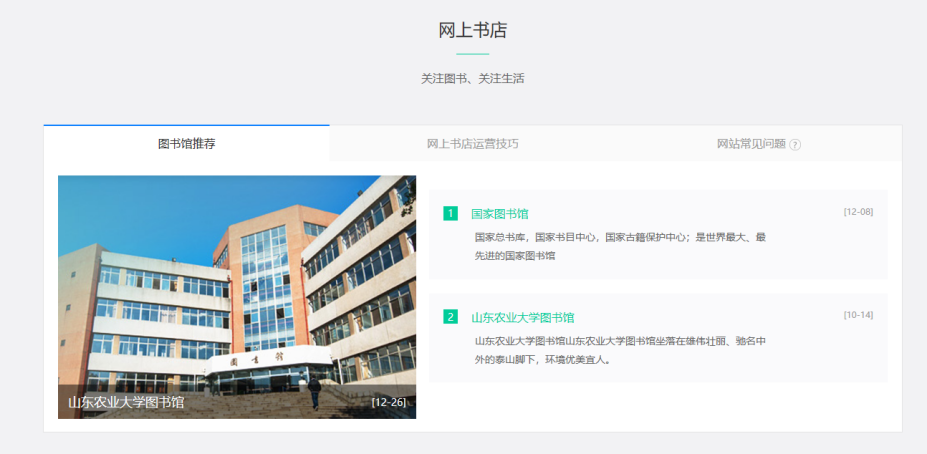 网上书店
关注图书、关注生活
图书馆推荐
网上书店运营技巧
网站常见问题 ?
图书馆
山东农业大学图书馆
[12-26]
1 国家图书馆
[12-08]
国家总书库，国家书目中心，国家古籍保护中心；是世界最大、最
先进的国家图书馆
2 山东农业大学图书馆
[10-14]
山东农业大学图书馆山东农业大学图书馆坐落在雄伟壮丽、驰名中
外的泰山脚下，环境优美宜人。